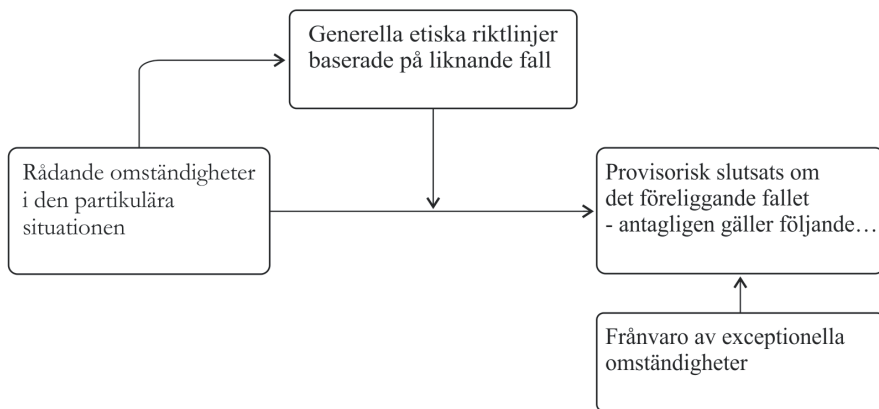 Generella etiska riktlinjer
baserade på liknande fall
Rådande omständigheter
i den partikulära
situationen
Provisorisk slutsats om
det föreliggande fallet
- antagligen gäller följande…
Frånvaro av exceptionella
omständigheter